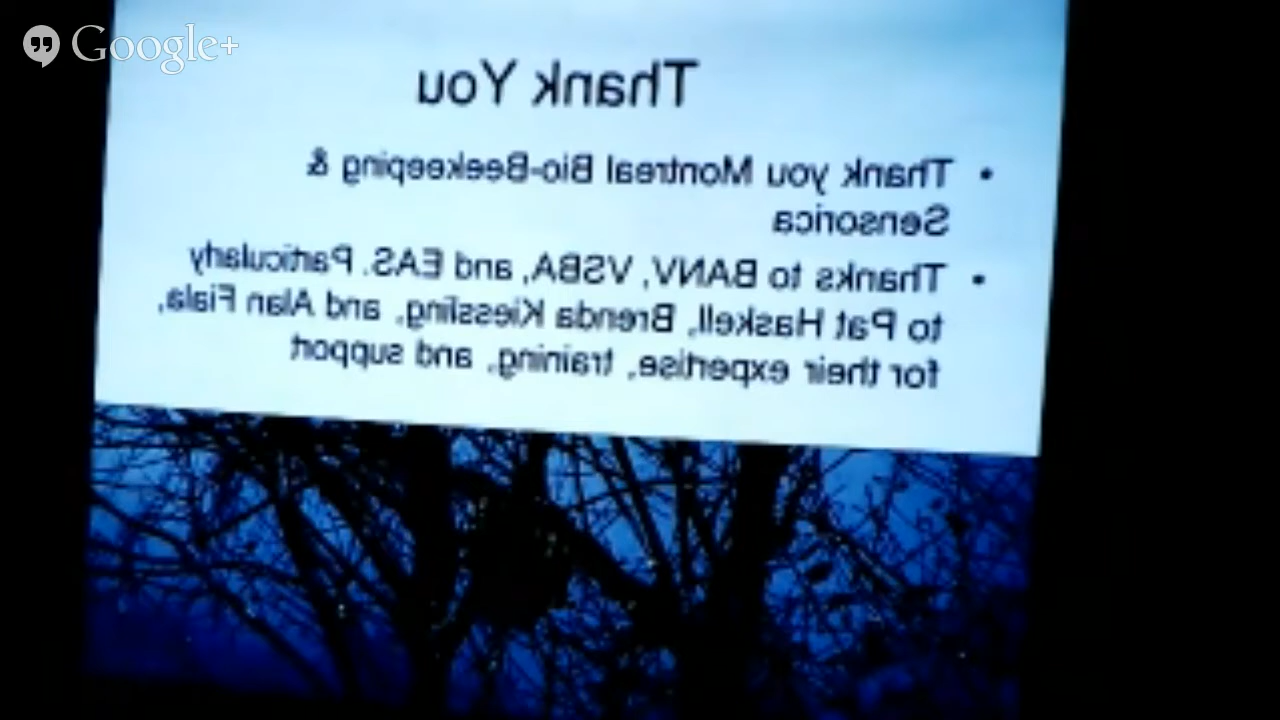 Google+
Thank You
• Thank you Montreal Bio-Beekeeping &
Sensorica
• Thanks to BANV, VSBA, and EAS. Particularly
to Pat Haskell, Brenda Kiessling, and Alan Fiala,
for their expertise, training, and support